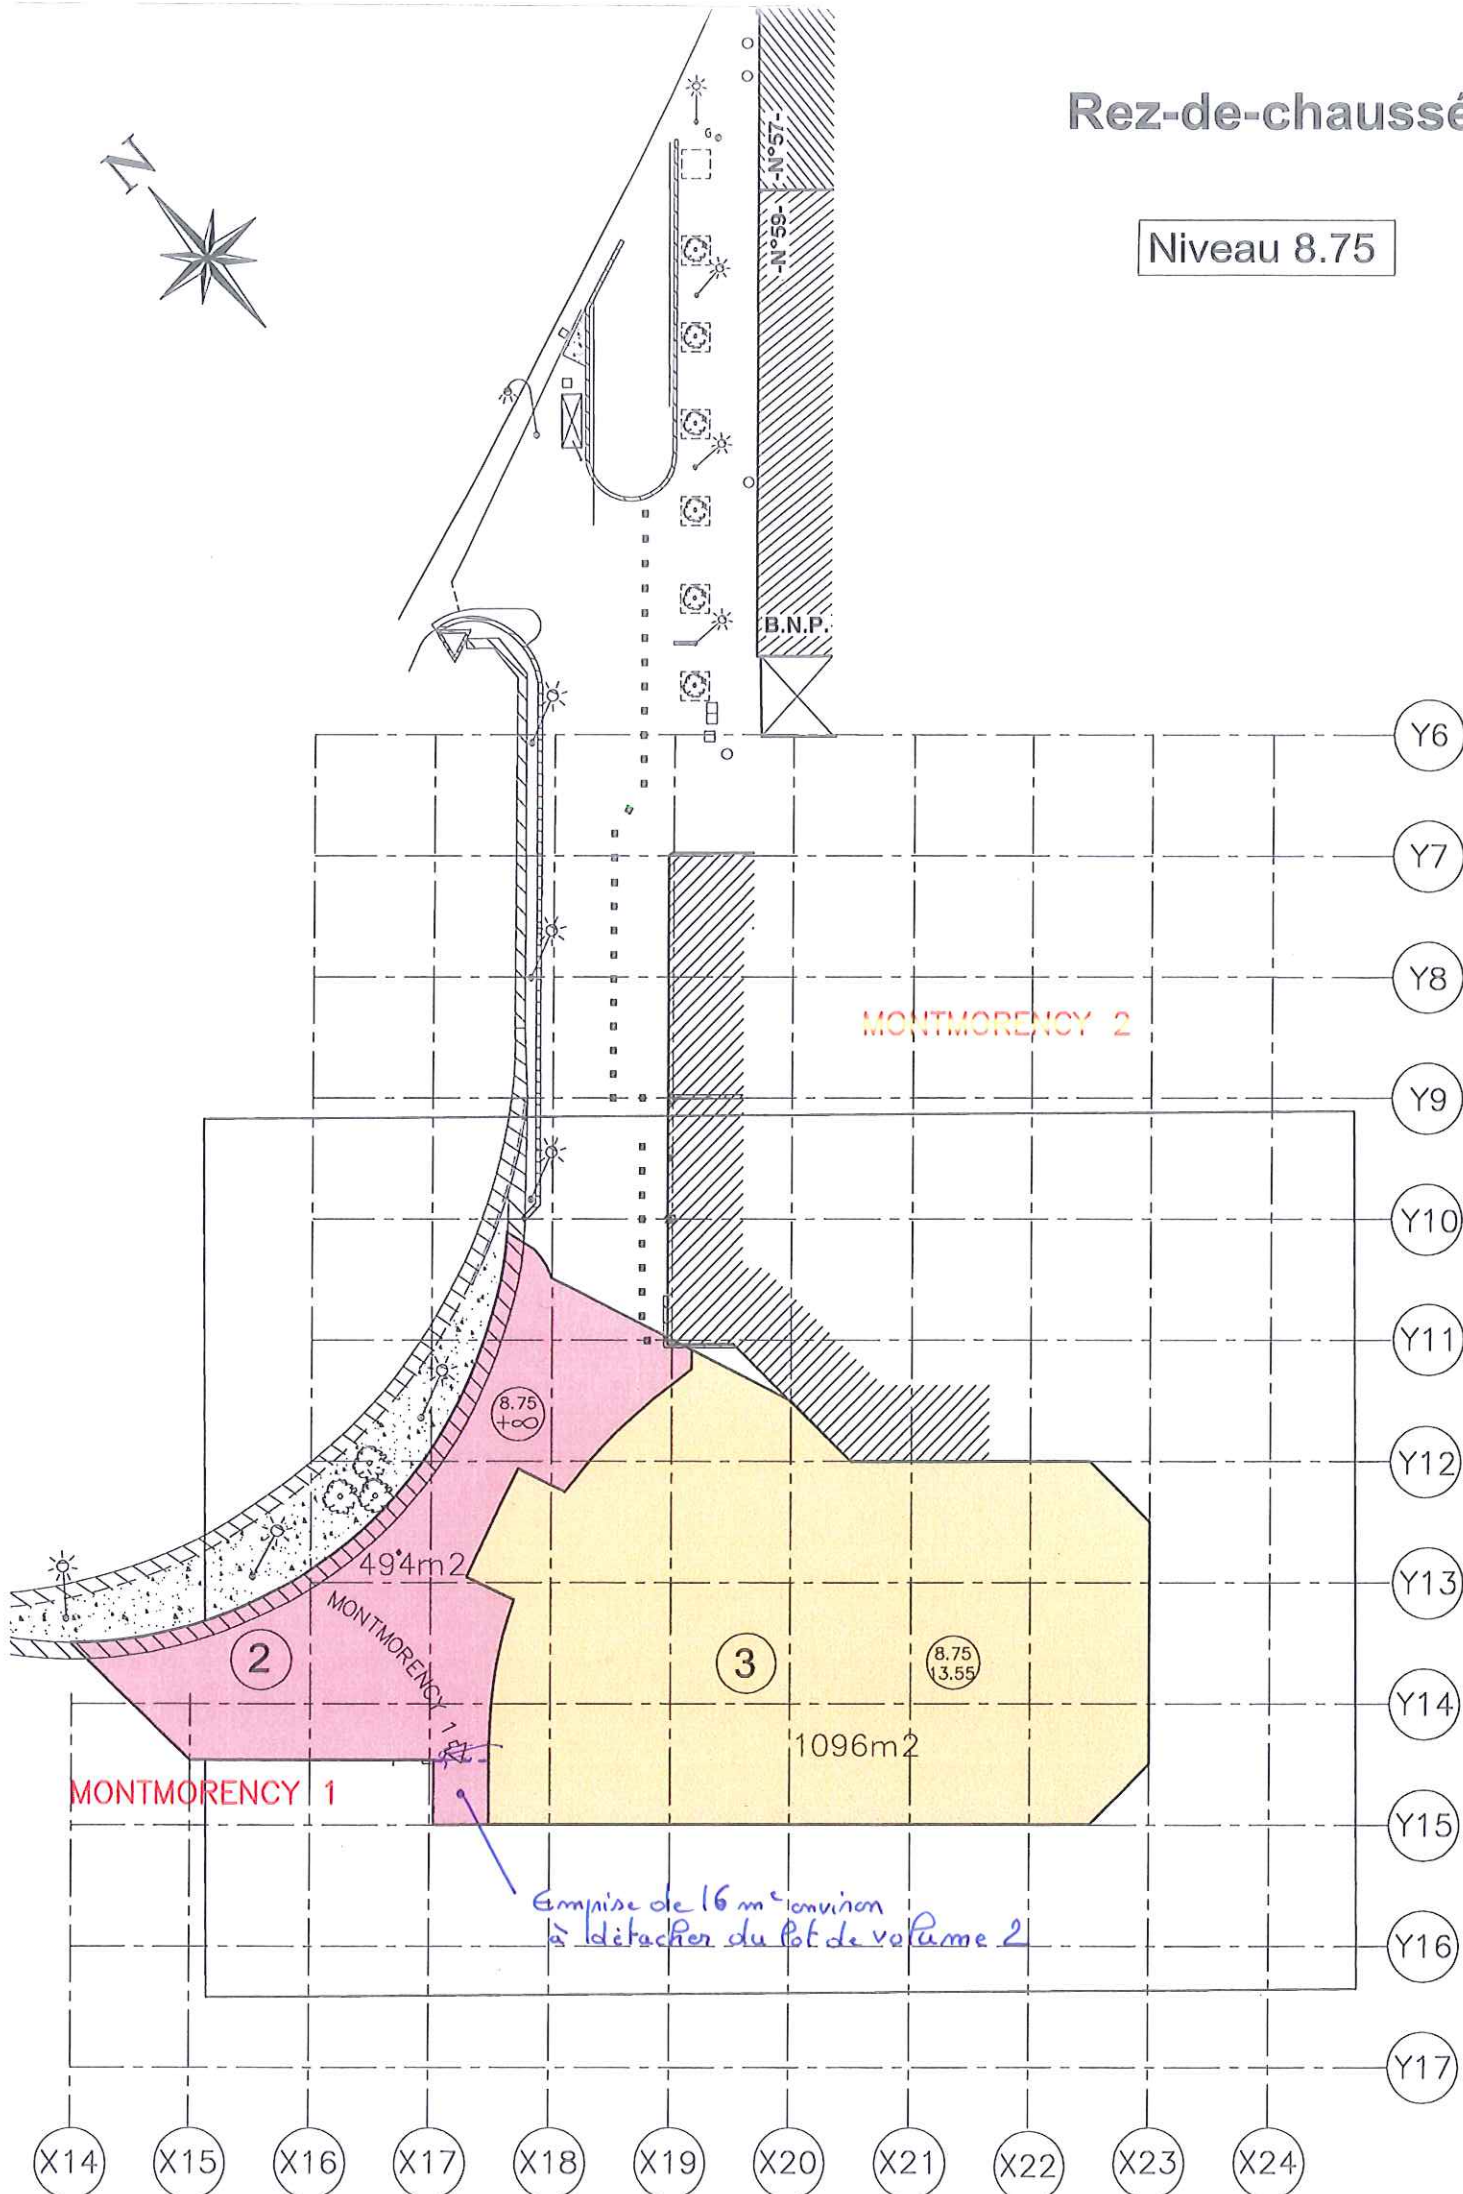 Rez-de-chaussé
N
Niveau 8.75
-N°57-
G
-N°59-
B.N.P.
Y6
Y7
Y8
MONTMORENCY 2
Y9
Y10
Y11
8.75
+∞
Y12
494m2
Y13
MONTMORENCY 1
2
3
8.75
13.55
Y14
1096m2
MONTMORENCY 1
Y15
Emprise de 16 m² environ
à détacher du lot de volume 2
Y16
Y17
X14
X15
X16
X17
X18
X19
X20
X21
X22
X23
X24